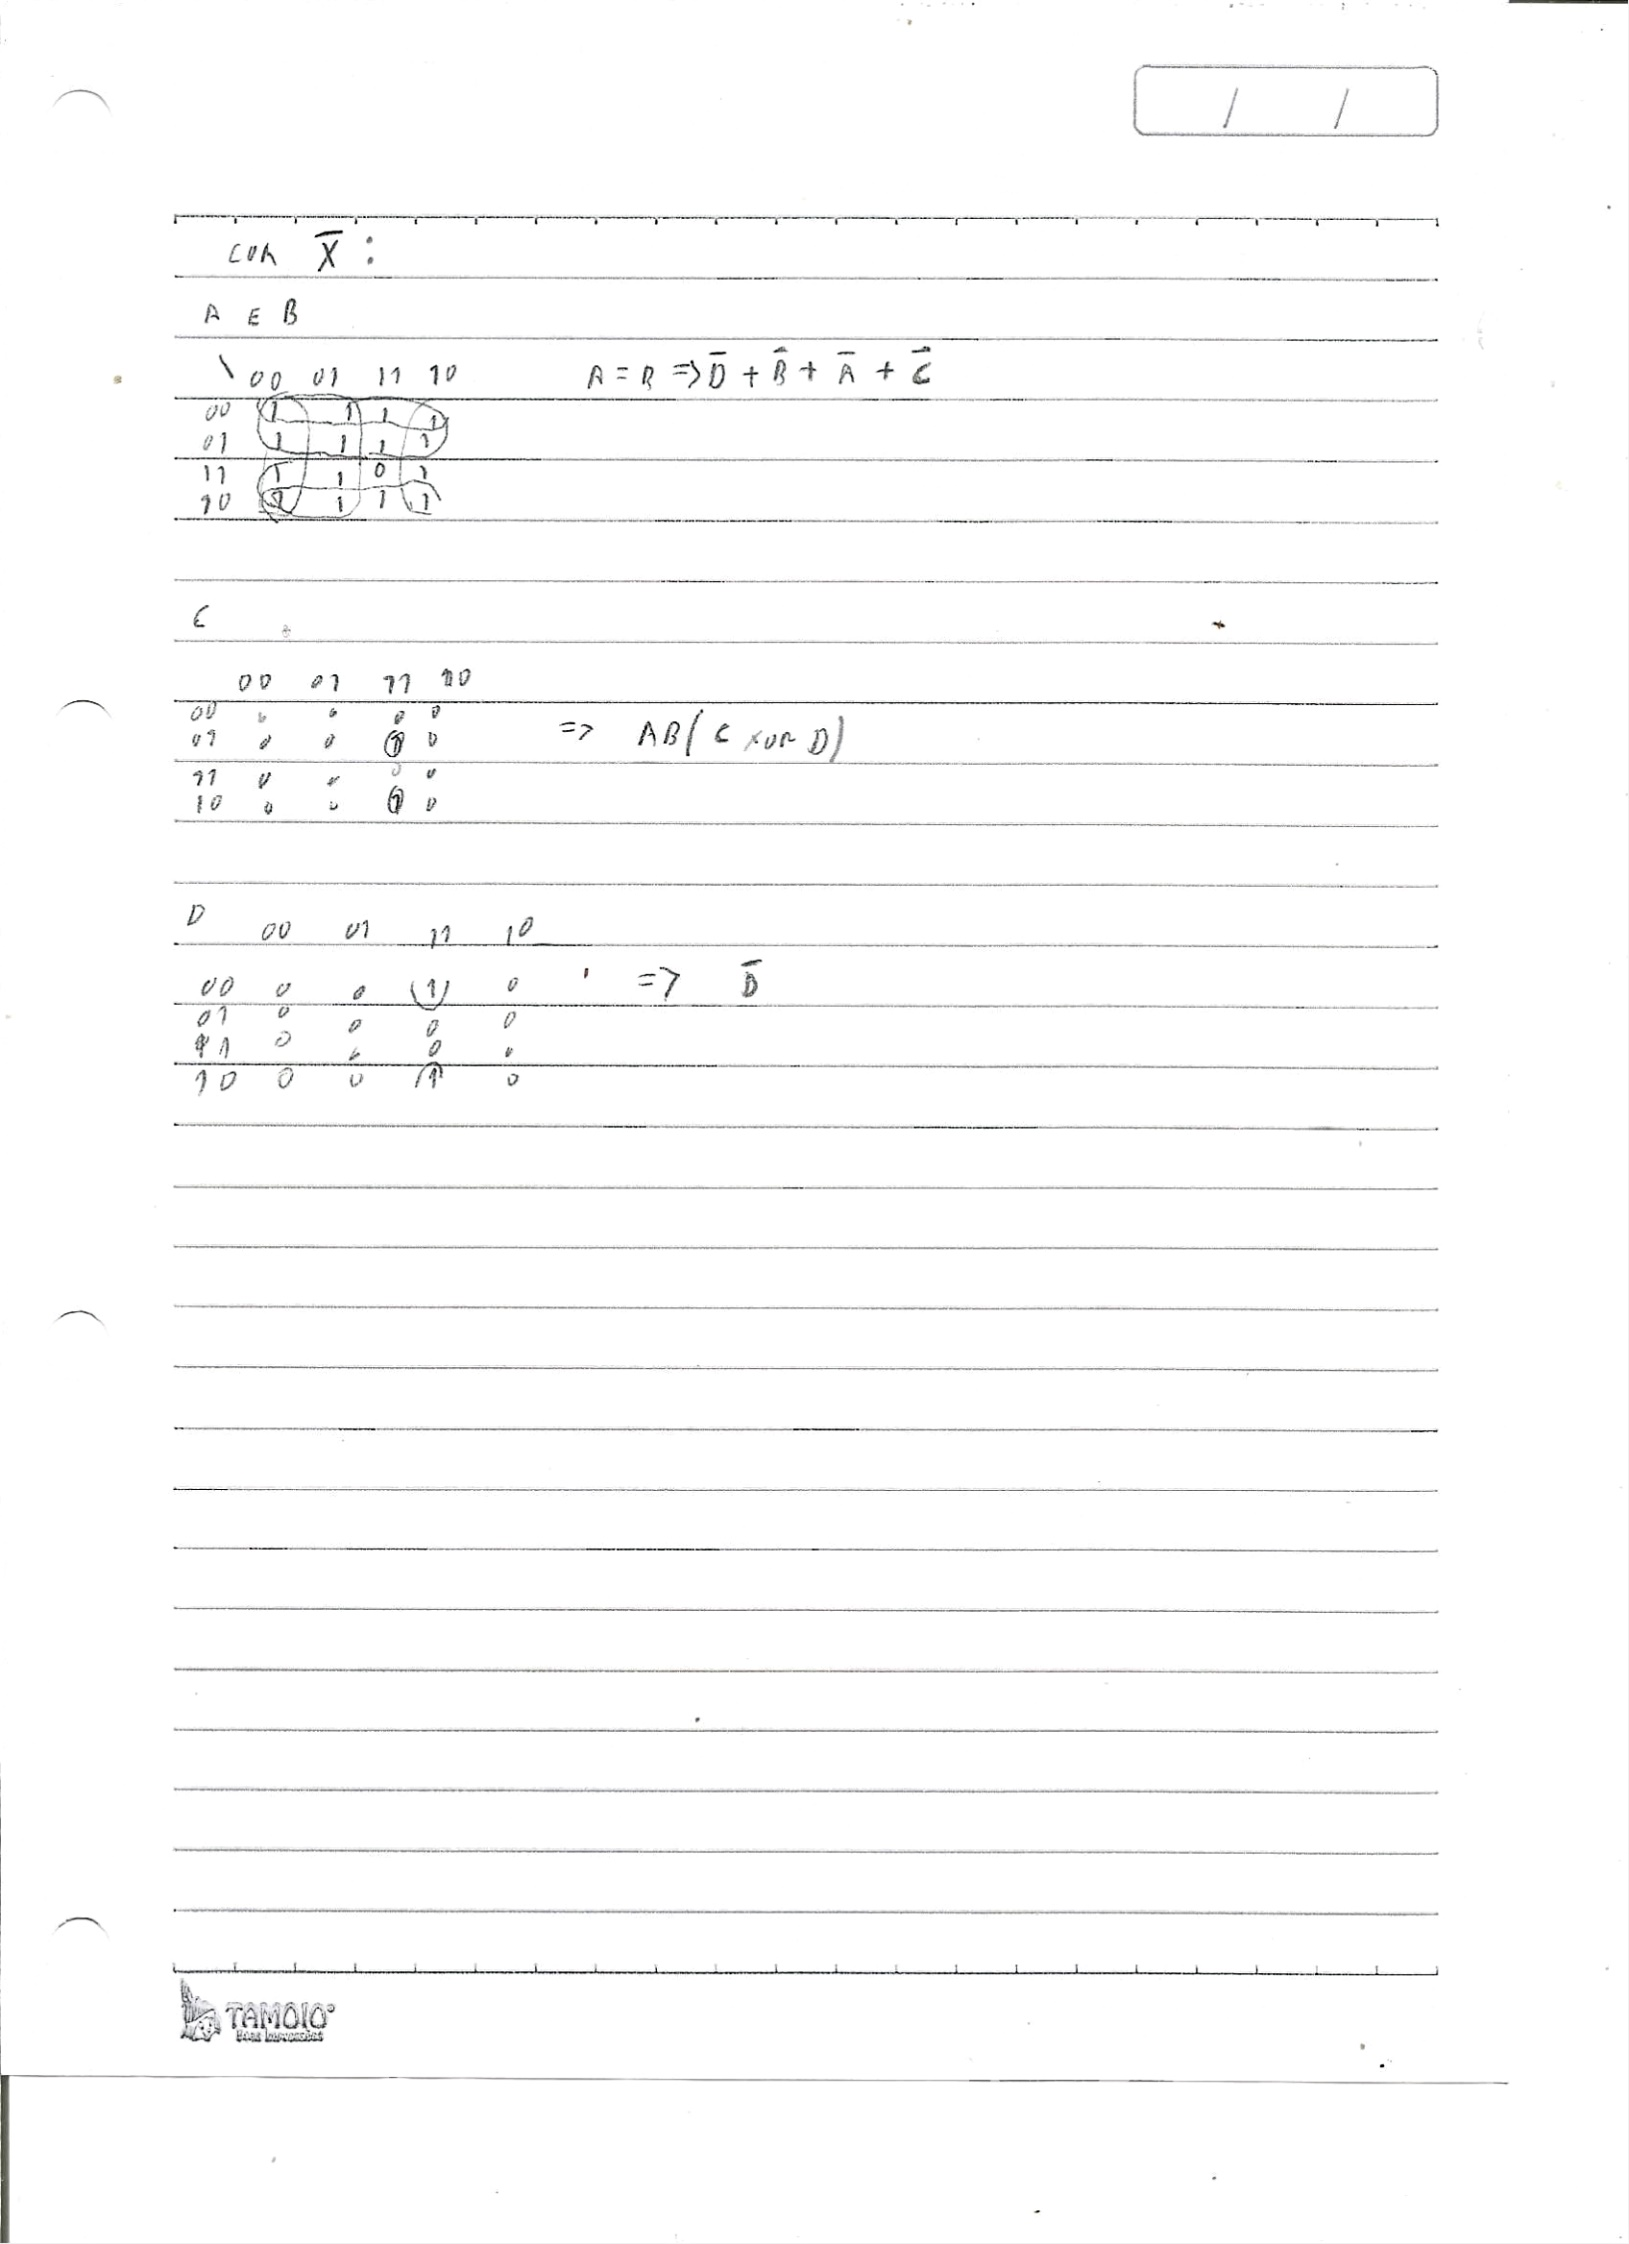 / /
COM X̄ :
A E B
\ 00 01 11 10 A = B => D̄ + B̄ + Ā + C̄
00 1 1 1 1
01 1 1 1 1
11 1 1 0 1
10 1 1 1 1
C
00 01 11 10
00 0 0 0 0
01 0 0 1 0 => AB( C XOR D)
11 0 0 0 0
10 0 0 1 0
D 00 01 11 10
00 0 0 1 0 => D̄
01 0 0 0 0
11 0 0 0 0
10 0 0 1 0
TAMOIO®